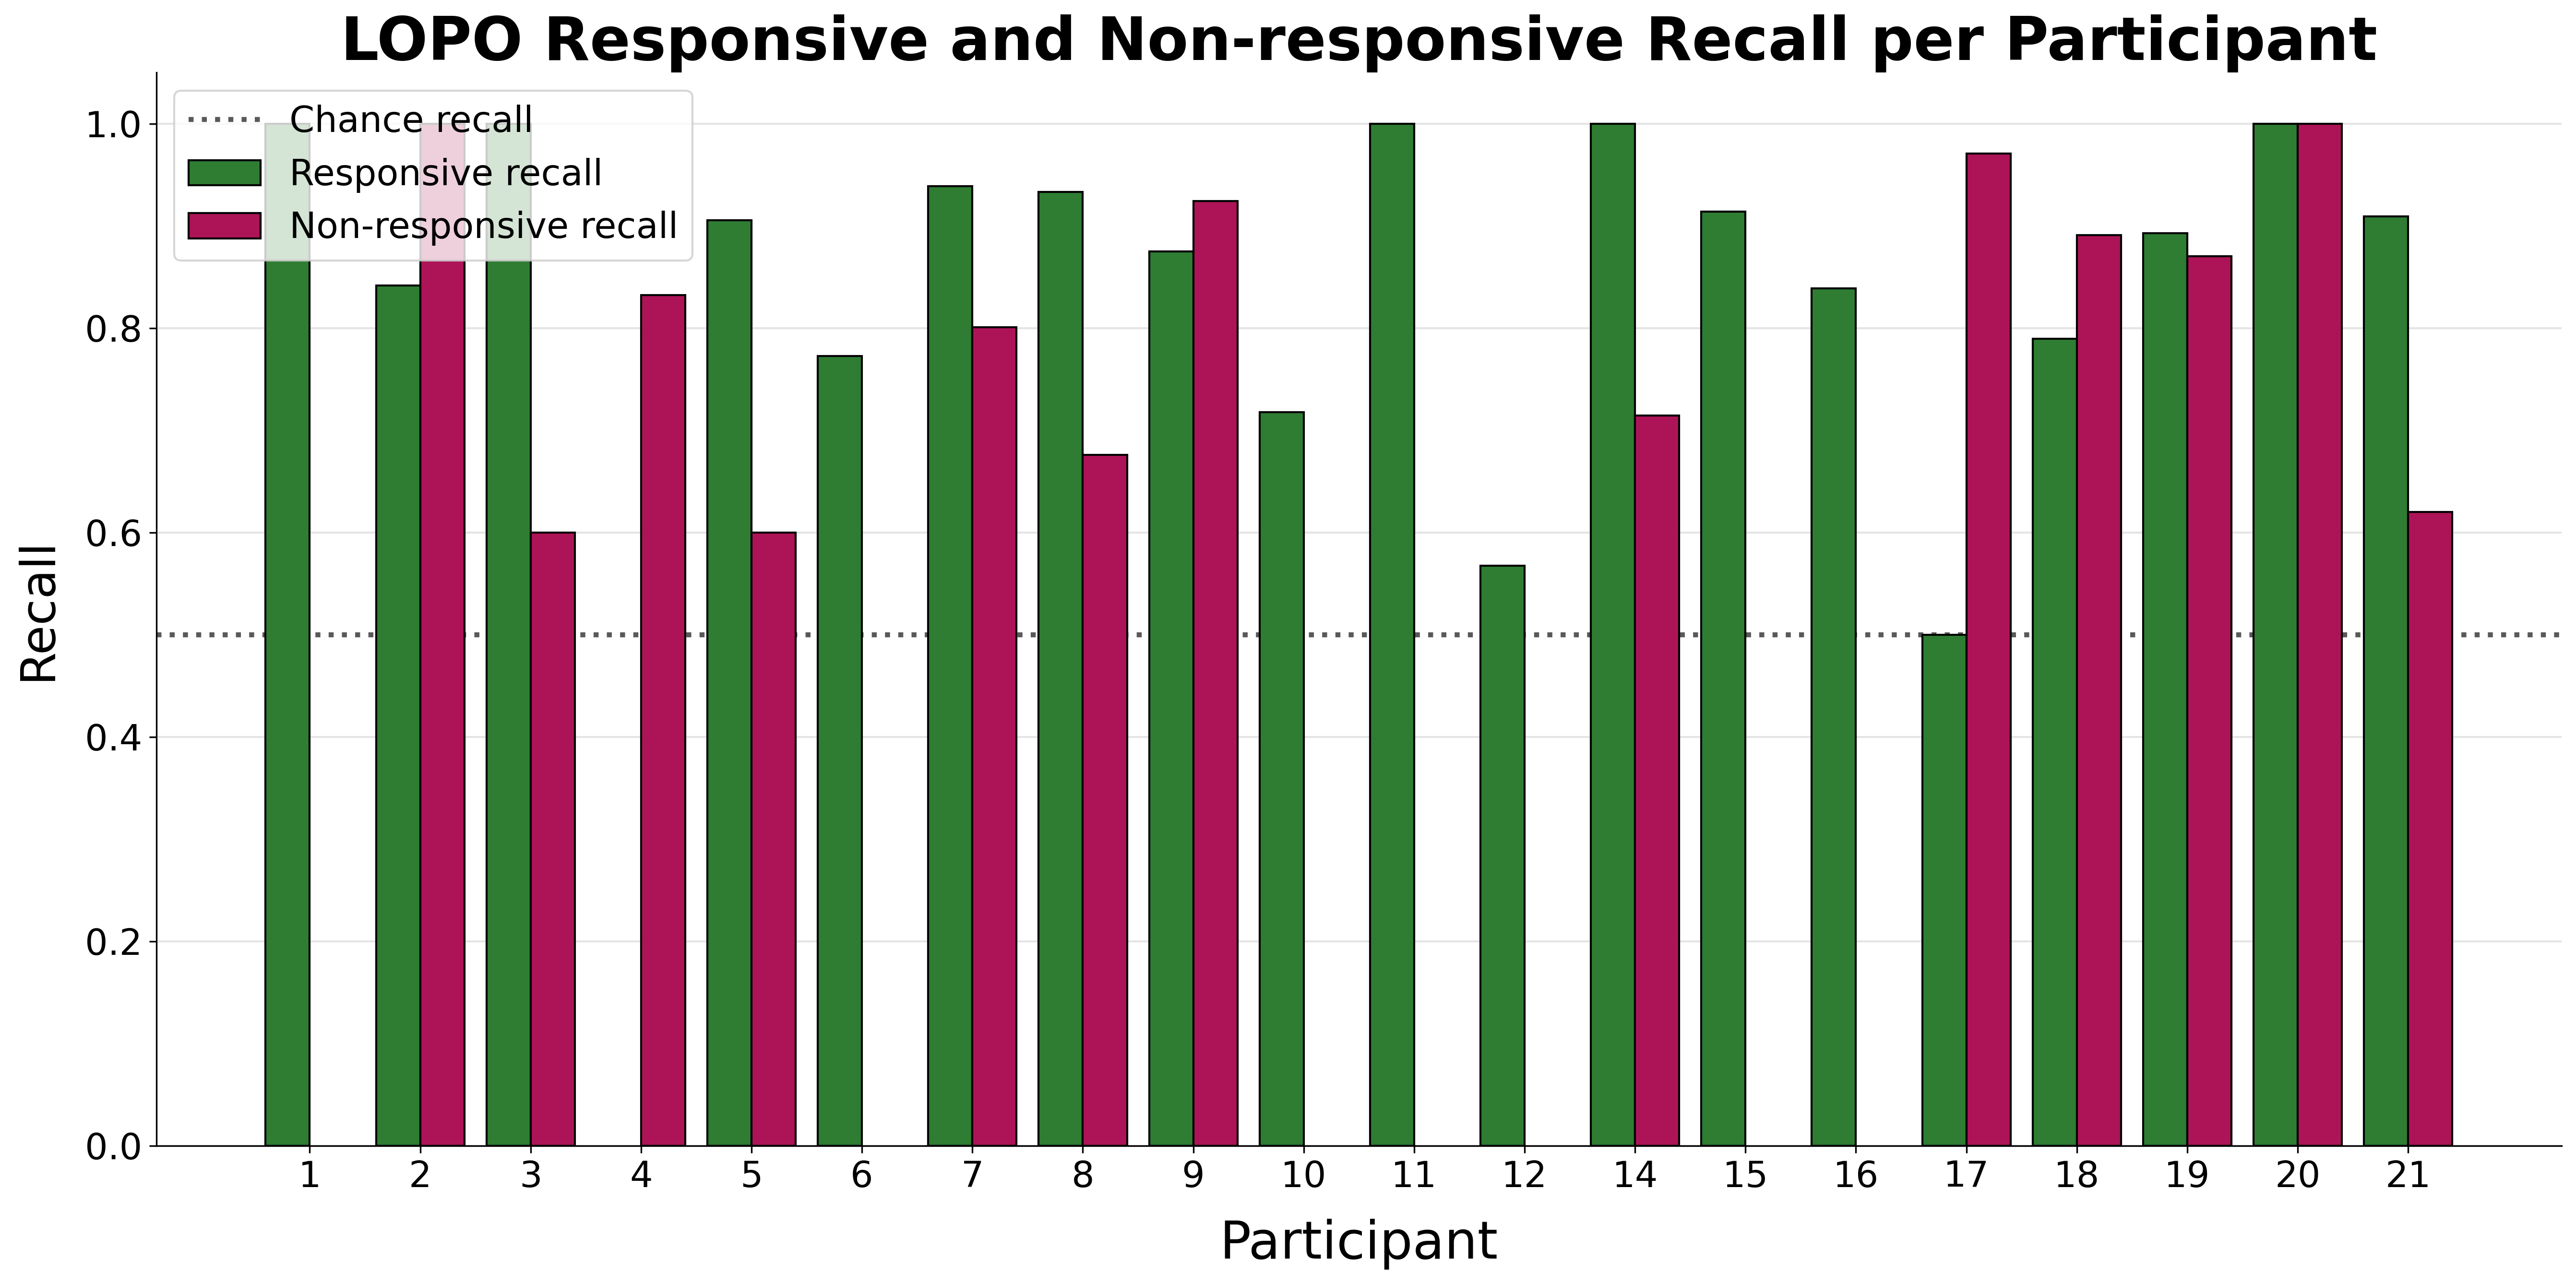 LOPO Responsive and Non-responsive Recall per Participant
Chance recall
Responsive recall
Non-responsive recall
1.0
0.8
0.6
0.4
0.2
0.0
Recall
1 2 3 4 5 6 7 8 9 10 11 12 14 15 16 17 18 19 20 21
Participant